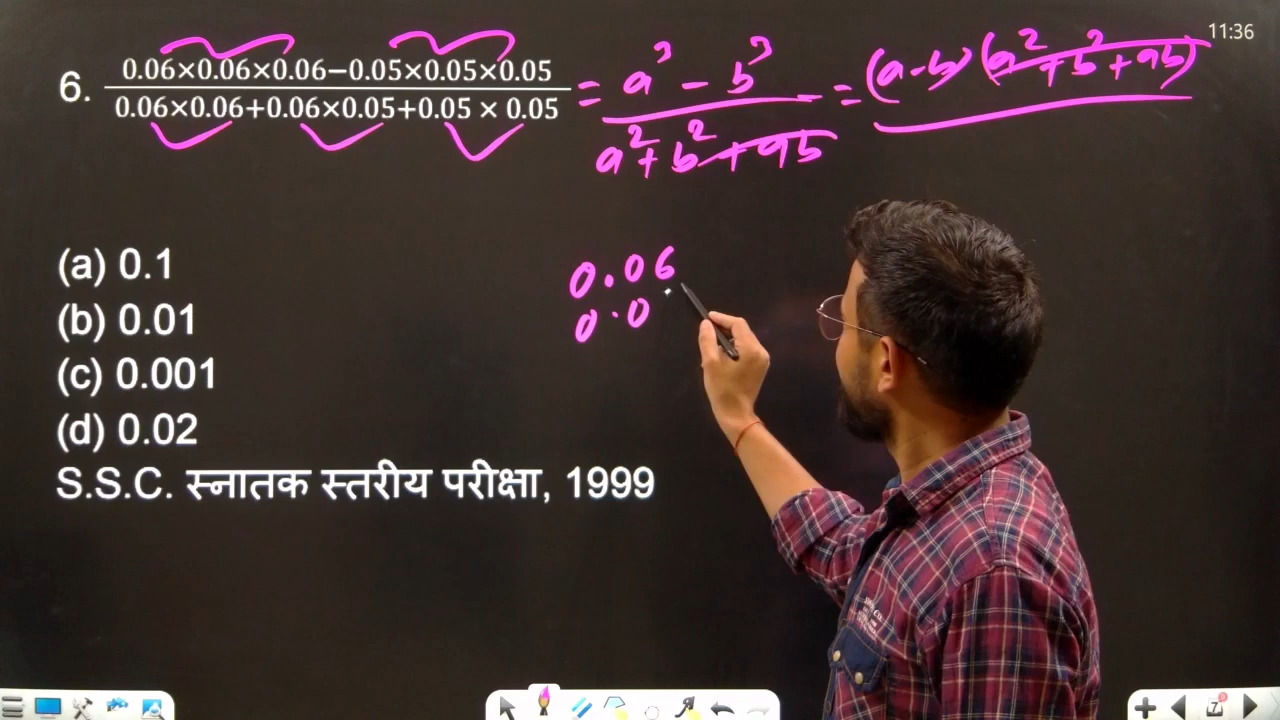 11:36
6. 0.06×0.06×0.06−0.05×0.05×0.05 = a³ - b³ = (a-b) (a²+b²+ab)
0.06×0.06+0.06×0.05+0.05 × 0.05 a²+b²+ab
(a) 0.1
0.06
(b) 0.01
0.0
(c) 0.001
(d) 0.02
S.S.C. स्नातक स्तरीय परीक्षा, 1999